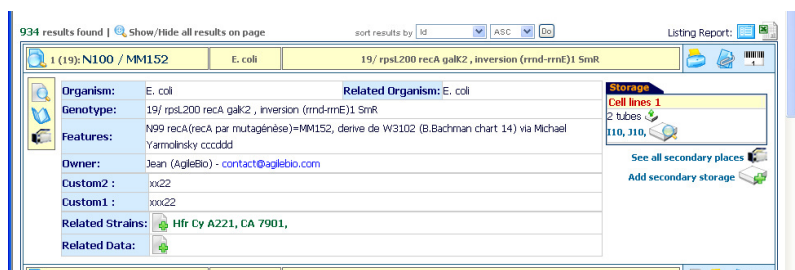 934 results found | Show/Hide all results on page sort results by Id ASC Do Listing Report:
1 (19): N100 / MM152 E. coli 19/ rpsL200 recA galK2 , inversion (rrnd-rrnE)1 SmR
Organism: E. coli Related Organism: E. coli
Genotype: 19/ rpsL200 recA galK2 , inversion (rrnd-rrnE)1 SmR
Features: N99 recA(recA par mutagénèse)=MM152, derive de W3102 (B.Bachman chart 14) via Michael
Yarmolinsky cccddd
Owner: Jean (AgileBio) - contact@agilebio.com
Custom2 : xx22
Custom1 : xxx22
Related Strains: Hfr Cy A221, CA 7901,
Related Data:
Storage
Cell lines 1
2 tubes
I10, J10,
See all secondary places
Add secondary storage